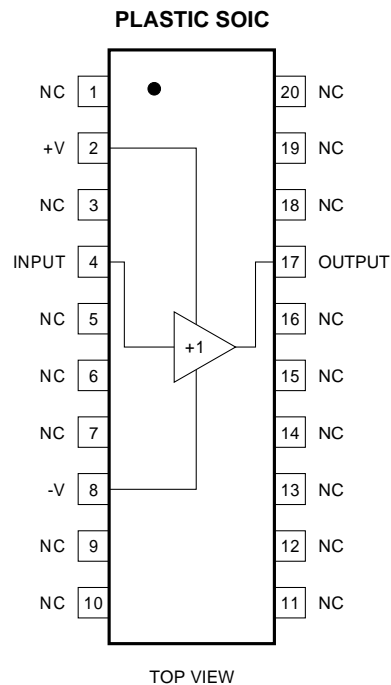 PLASTIC SOIC
NC 1 20 NC
+V 2 19 NC
NC 3 18 NC
INPUT 4 17 OUTPUT
NC 5 16 NC
+1
NC 6 15 NC
NC 7 14 NC
-V 8 13 NC
NC 9 12 NC
NC 10 11 NC
TOP VIEW